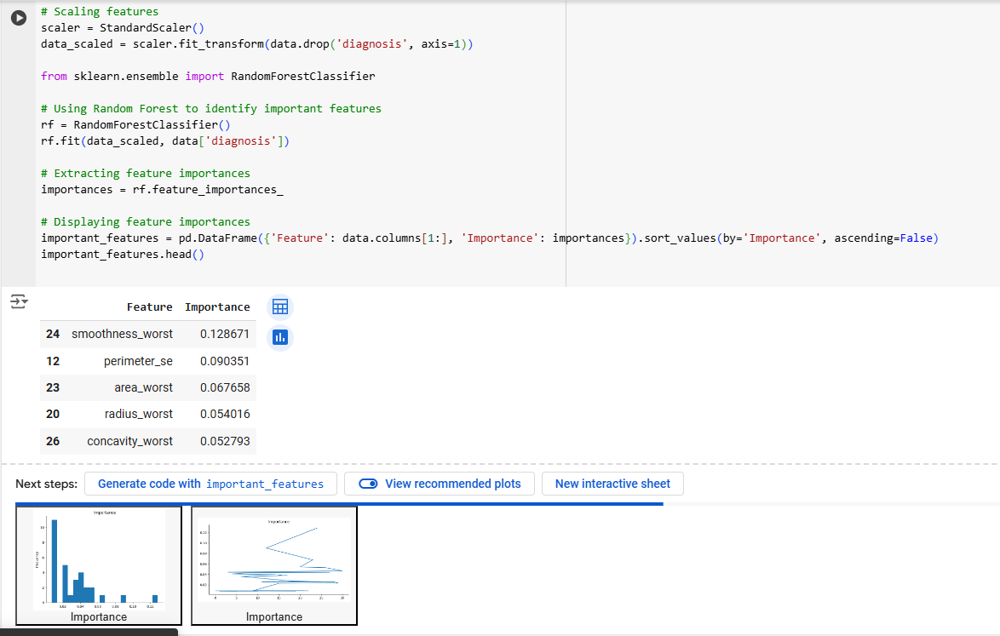 # Scaling features
scaler = StandardScaler()
data_scaled = scaler.fit_transform(data.drop('diagnosis', axis=1))
from sklearn.ensemble import RandomForestClassifier
# Using Random Forest to identify important features
rf = RandomForestClassifier()
rf.fit(data_scaled, data['diagnosis'])
# Extracting feature importances
importances = rf.feature_importances_
# Displaying feature importances
important_features = pd.DataFrame({'Feature': data.columns[1:], 'Importance': importances}).sort_values(by='Importance', ascending=False)
important_features.head()
Feature Importance
24 smoothness_worst 0.128671
12 perimeter_se 0.090351
23 area_worst 0.067658
20 radius_worst 0.054016
26 concavity_worst 0.052793
Next steps: Generate code with important_features View recommended plots New interactive sheet
Importance Importance
Importance Importance